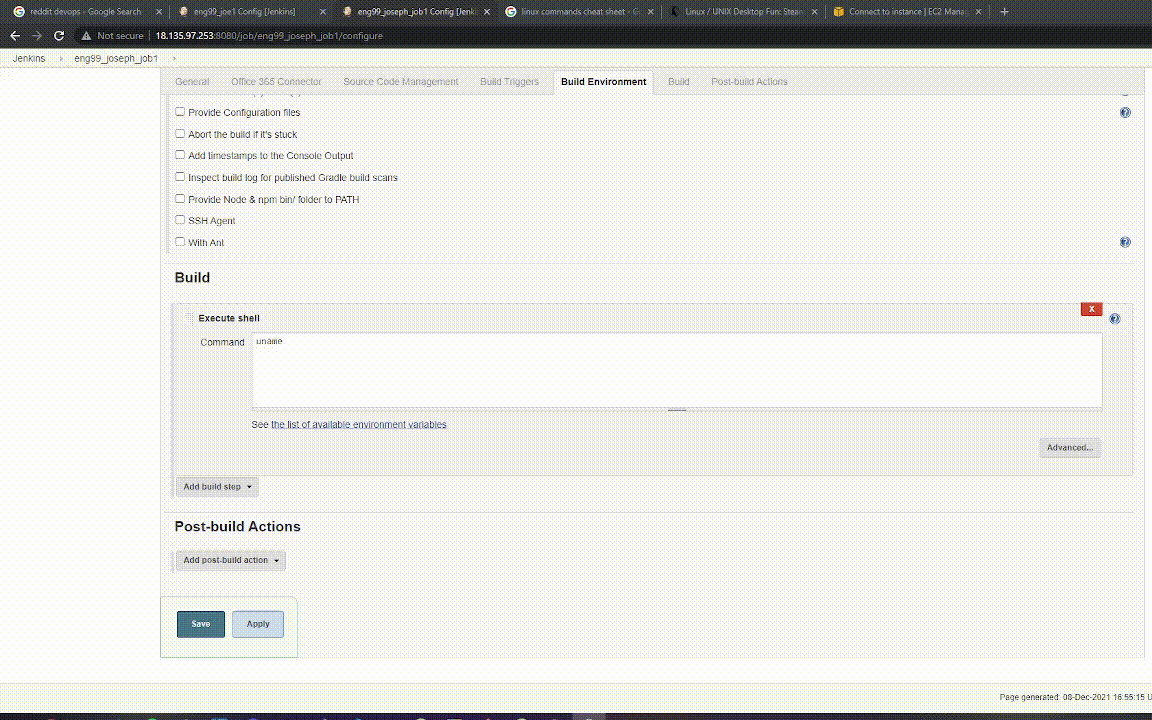 reddit devops - Google Search
eng99_joe1 Config [Jenkins]
eng99_joseph_job1 Config [Jenk
linux commands cheat sheet - G
Linux / UNIX Desktop Fun: Steam
Connect to instance | EC2 Manag
Not secure
18.135.97.253:8080/job/eng99_joseph_job1/configure
Jenkins
eng99_joseph_job1
General
Office 365 Connector
Source Code Management
Build Triggers
Build Environment
Build
Post-build Actions
Provide Configuration files
Abort the build if it's stuck
Add timestamps to the Console Output
Inspect build log for published Gradle build scans
Provide Node & npm bin/ folder to PATH
SSH Agent
With Ant
Build
Execute shell
X
Command
uname
See the list of available environment variables
Advanced...
Add build step
Post-build Actions
Add post-build action
Save
Apply
Page generated: 08-Dec-2021 16:55:15 U